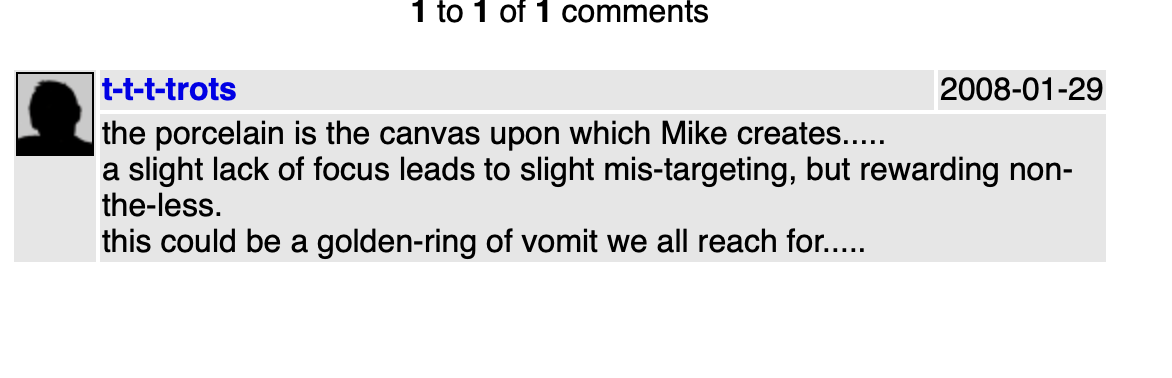 1 to 1 of 1 comments
t-t-t-trots 2008-01-29
the porcelain is the canvas upon which Mike creates.....
a slight lack of focus leads to slight mis-targeting, but rewarding non-
the-less.
this could be a golden-ring of vomit we all reach for.....